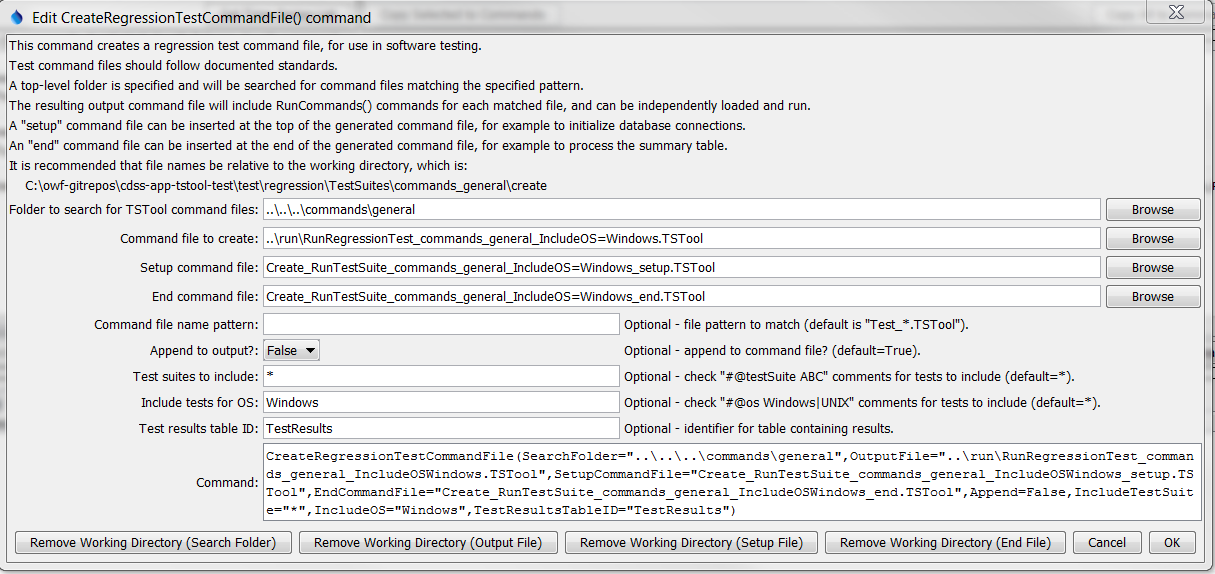 Edit CreateRegressionTestCommandFile() command
This command creates a regression test command file, for use in software testing.
Test command files should follow documented standards.
A top-level folder is specified and will be searched for command files matching the specified pattern.
The resulting output command file will include RunCommands() commands for each matched file, and can be independently loaded and run.
A "setup" command file can be inserted at the top of the generated command file, for example to initialize database connections.
An "end" command file can be inserted at the end of the generated command file, for example to process the summary table.
It is recommended that file names be relative to the working directory, which is:
C:\owf-gitrepos\cdss-app-tstool-test\test\regression\TestSuites\commands_general\create
Folder to search for TSTool command files: ..\..\..\commands\general Browse
Command file to create: ..\run\RunRegressionTest_commands_general_IncludeOS=Windows.TSTool Browse
Setup command file: Create_RunTestSuite_commands_general_IncludeOS=Windows_setup.TSTool Browse
End command file: Create_RunTestSuite_commands_general_IncludeOS=Windows_end.TSTool Browse
Command file name pattern: Optional - file pattern to match (default is "Test_*.TSTool").
Append to output?: False Optional - append to command file? (default=True).
Test suites to include: * Optional - check "#@testSuite ABC" comments for tests to include (default=*).
Include tests for OS: Windows Optional - check "#@os Windows|UNIX" comments for tests to include (default=*).
Test results table ID: TestResults Optional - identifier for table containing results.
Command:
CreateRegressionTestCommandFile(SearchFolder="..\..\..\commands\general",OutputFile="..\run\RunRegressionTest_comman
ds_general_IncludeOSWindows.TSTool",SetupCommandFile="Create_RunTestSuite_commands_general_IncludeOSWindows_setup.TS
Tool",EndCommandFile="Create_RunTestSuite_commands_general_IncludeOSWindows_end.TSTool",Append=False,IncludeTestSuit
e="*",IncludeOS="Windows",TestResultsTableID="TestResults")
Remove Working Directory (Search Folder) Remove Working Directory (Output File) Remove Working Directory (Setup File) Remove Working Directory (End File) Cancel OK